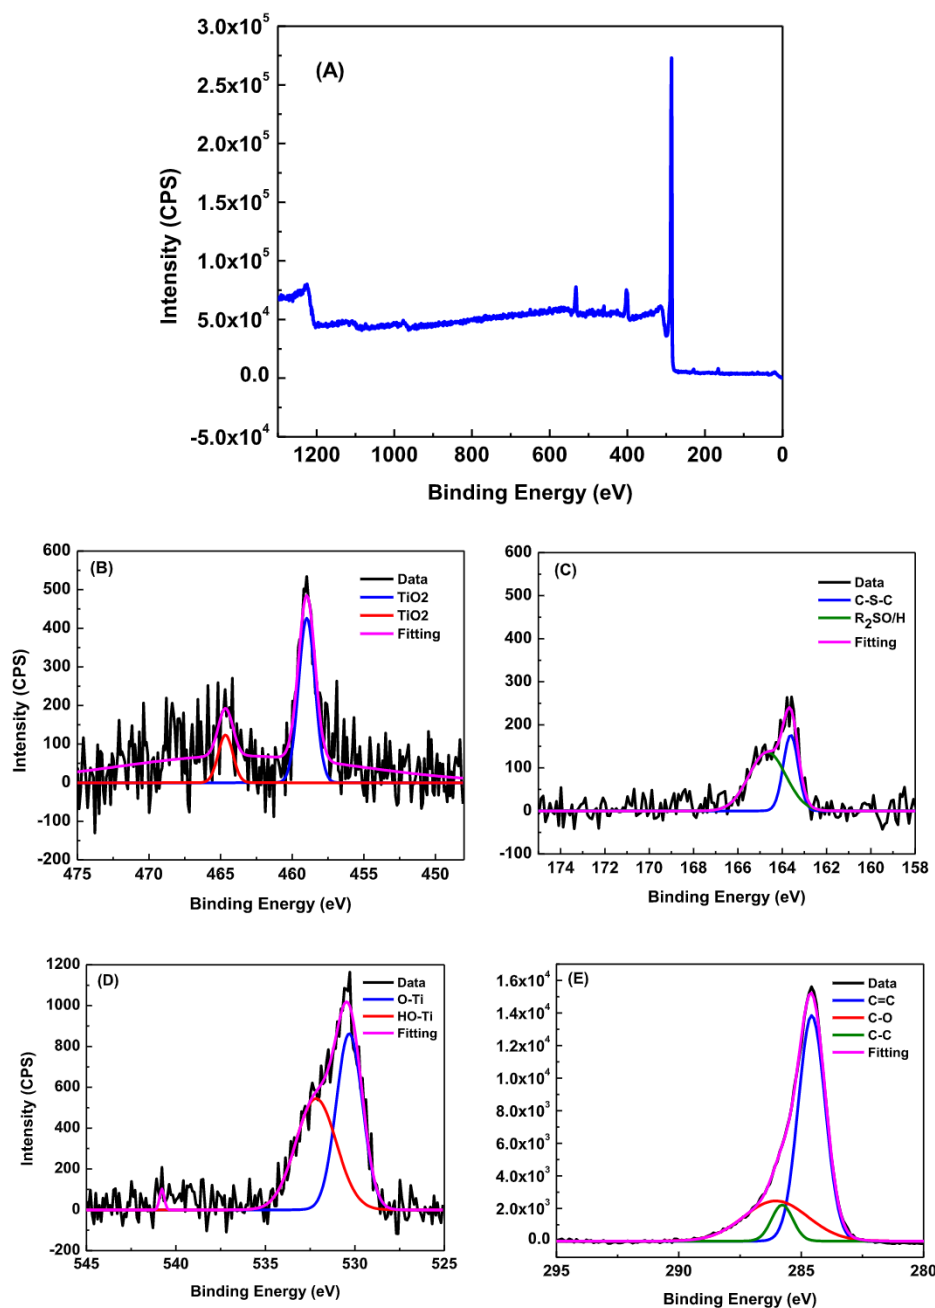 (A)
3.0x10^5
2.5x10^5
2.0x10^5
1.5x10^5
1.0x10^5
5.0x10^4
0.0
-5.0x10^4
Intensity (CPS)
1200 1000 800 600 400 200 0
Binding Energy (eV)
(B)
Data
TiO2
TiO2
Fitting
600
500
400
300
200
100
0
-100
-200
Intensity (CPS)
475 470 465 460 455 450
Binding Energy (eV)
(C)
Data
C-S-C
R₂SO/H
Fitting
600
500
400
300
200
100
0
-100
174 172 170 168 166 164 162 160 158
Binding Energy (eV)
(D)
Data
O-Ti
HO-Ti
Fitting
1200
1000
800
600
400
200
0
-200
Intensity (CPS)
545 540 535 530 525
Binding Energy (eV)
(E)
Data
C=C
C-O
C-C
Fitting
1.6x10^4
1.4x10^4
1.2x10^4
1.0x10^4
8.0x10^3
6.0x10^3
4.0x10^3
2.0x10^3
0.0
295 290 285 280
Binding Energy (eV)